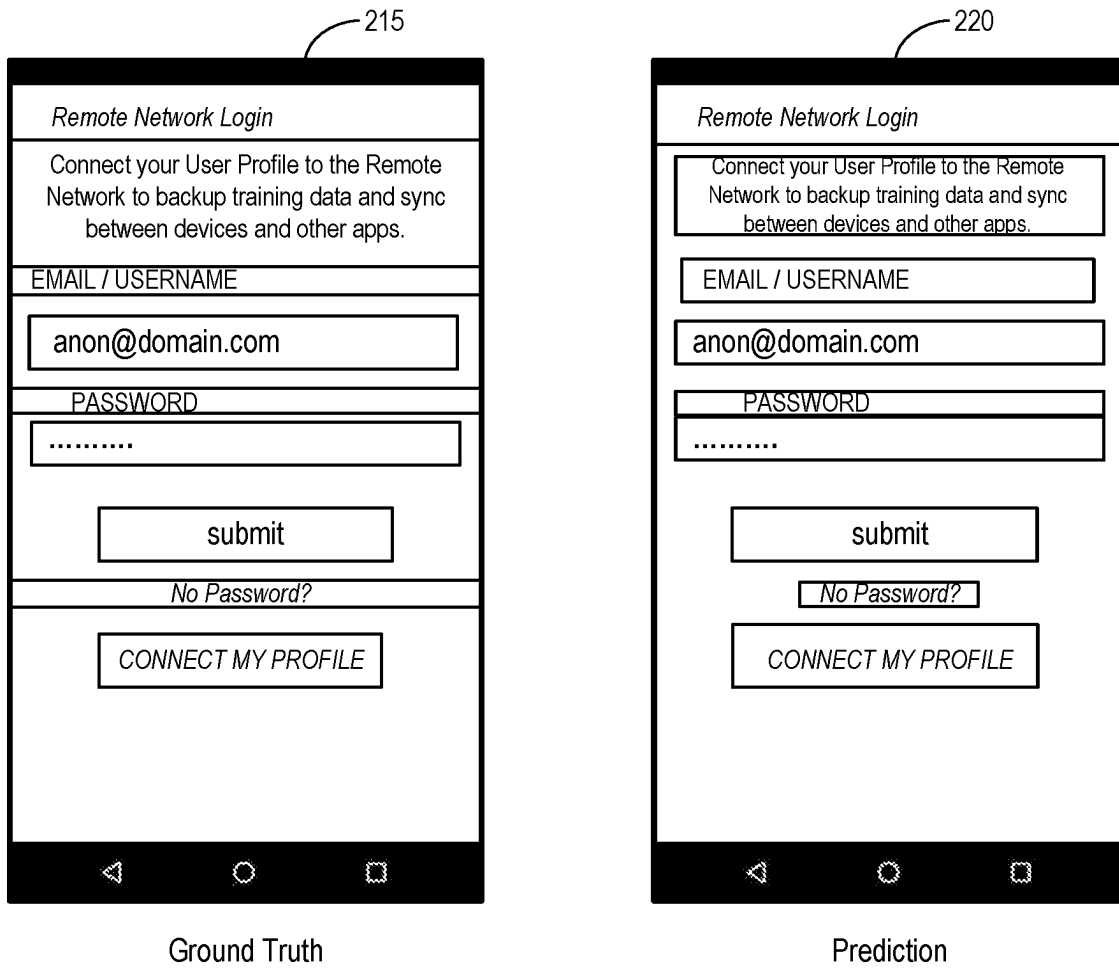 215
Remote Network Login
Connect your User Profile to the Remote
Network to backup training data and sync
between devices and other apps.
EMAIL / USERNAME
anon@domain.com
PASSWORD
..........
submit
No Password?
CONNECT MY PROFILE
Ground Truth
220
Remote Network Login
Connect your User Profile to the Remote
Network to backup training data and sync
between devices and other apps.
EMAIL / USERNAME
anon@domain.com
PASSWORD
..........
submit
No Password?
CONNECT MY PROFILE
Prediction